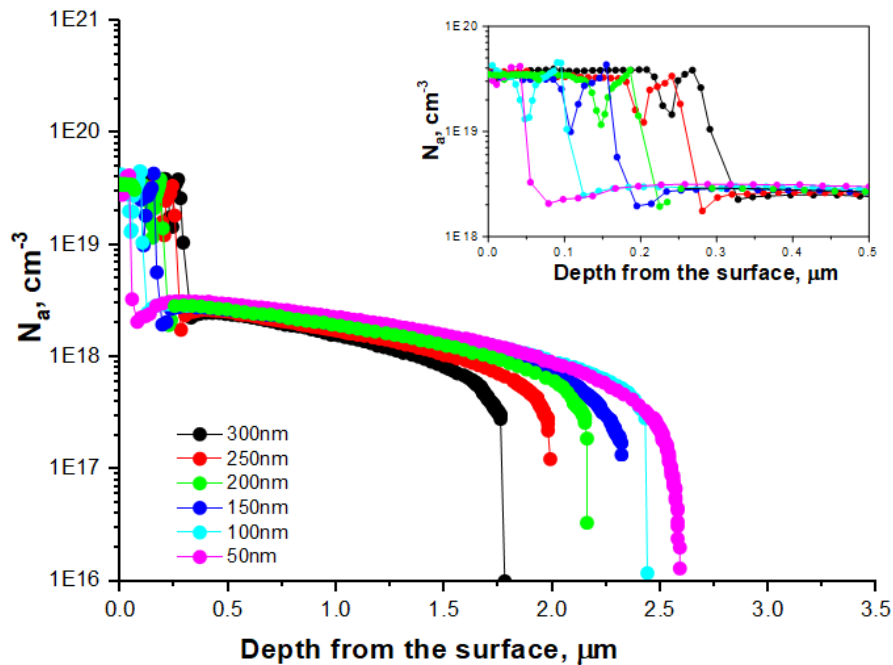 1E21
1E20
1E19
1E18
1E17
1E16
Nₐ, cm⁻³
0.0 0.5 1.0 1.5 2.0 2.5 3.0 3.5
Depth from the surface, μm
300nm
250nm
200nm
150nm
100nm
50nm
1E20
1E19
1E18
Nₐ, cm⁻³
0.0 0.1 0.2 0.3 0.4 0.5
Depth from the surface, μm